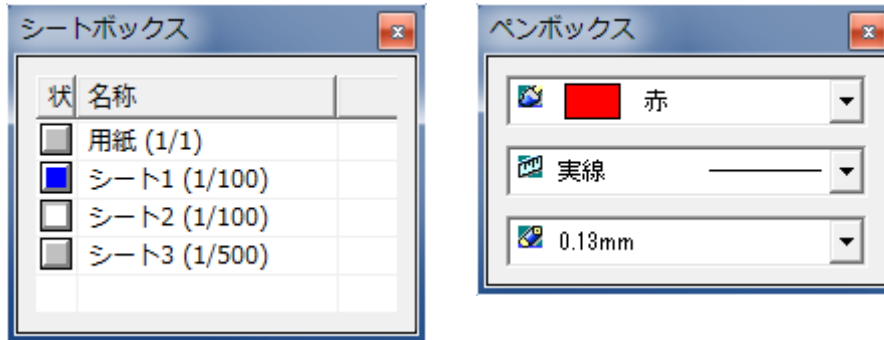 シートボックス
状 名称
用紙 (1/1)
シート1 (1/100)
シート2 (1/100)
シート3 (1/500)
ペンボックス
赤
実線
0.13mm